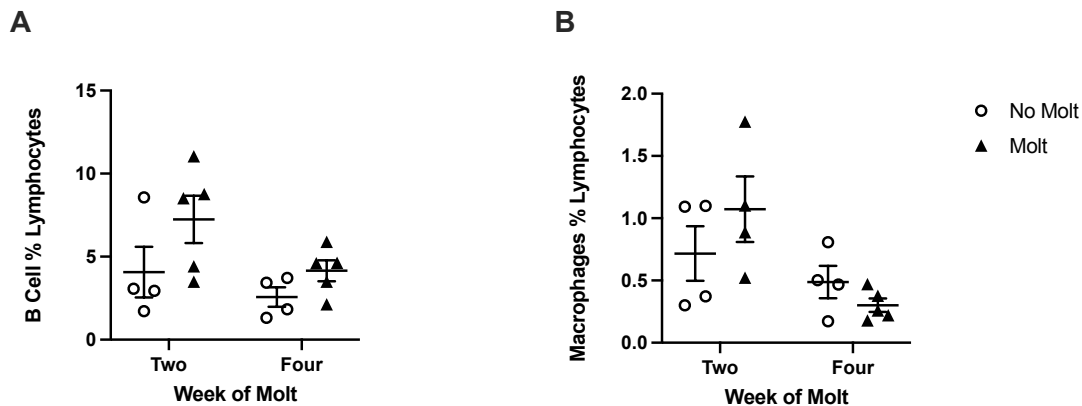 A
B Cell % Lymphocytes
15
10
5
0
Two
Four
Week of Molt
B
Macrophages % Lymphocytes
2.0
1.5
1.0
0.5
0.0
Two
Four
Week of Molt
No Molt
Molt